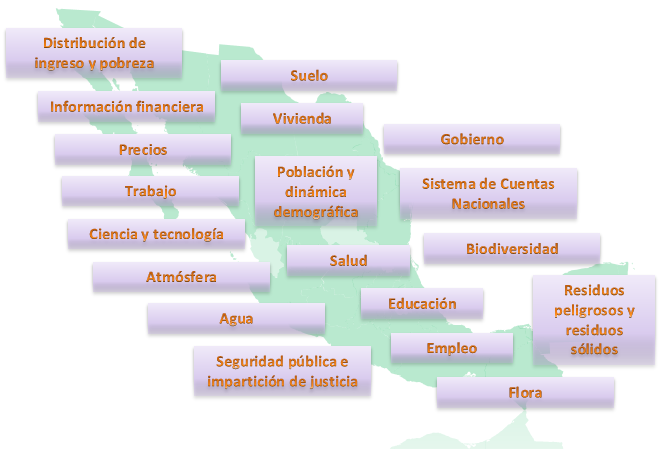 Distribución de
ingreso y pobreza
Suelo
Información financiera
Vivienda
Gobierno
Precios
Población y
dinámica
demográfica
Trabajo
Sistema de Cuentas
Nacionales
Ciencia y tecnología
Biodiversidad
Salud
Atmósfera
Residuos
peligrosos y
residuos
sólidos
Educación
Agua
Empleo
Seguridad pública e
impartición de justicia
Flora